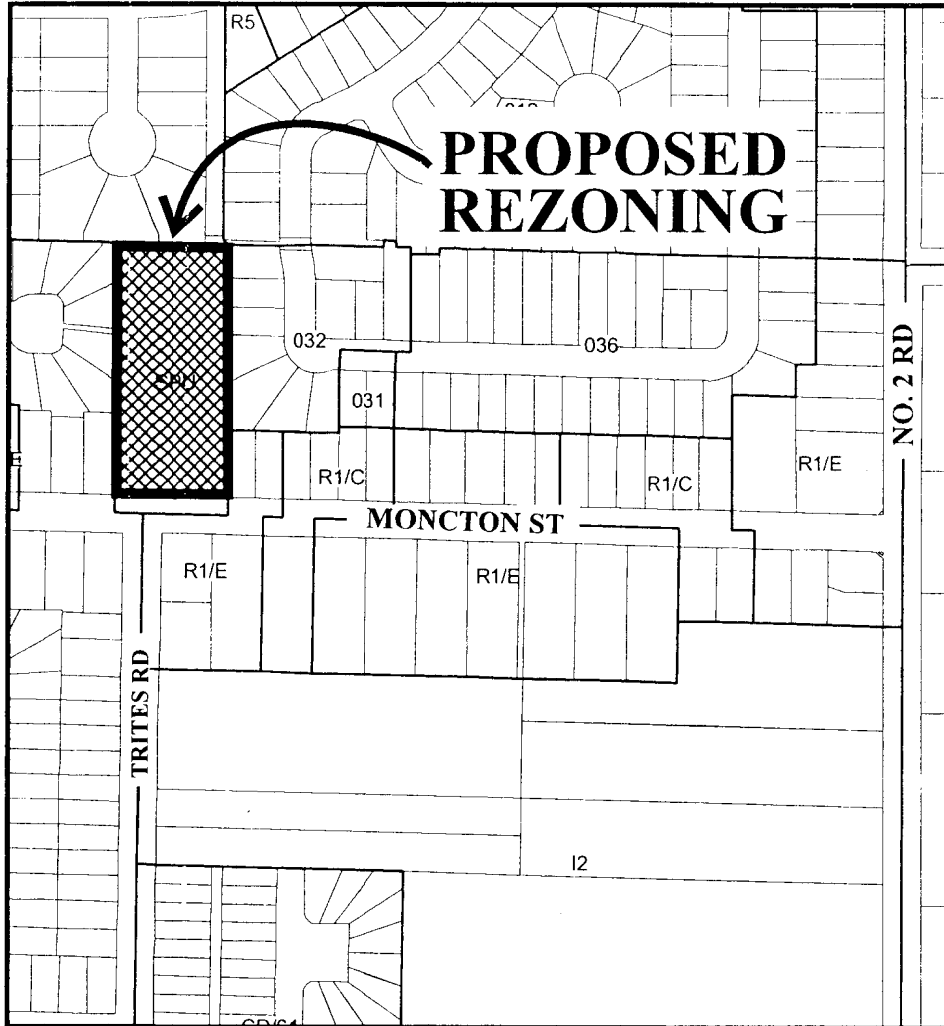 R5
PROPOSED
REZONING
032
036
031
SPU
NO. 2 RD
R1/C
R1/C
R1/E
MONCTON ST
R1/E
R1/E
TRITES RD
I2